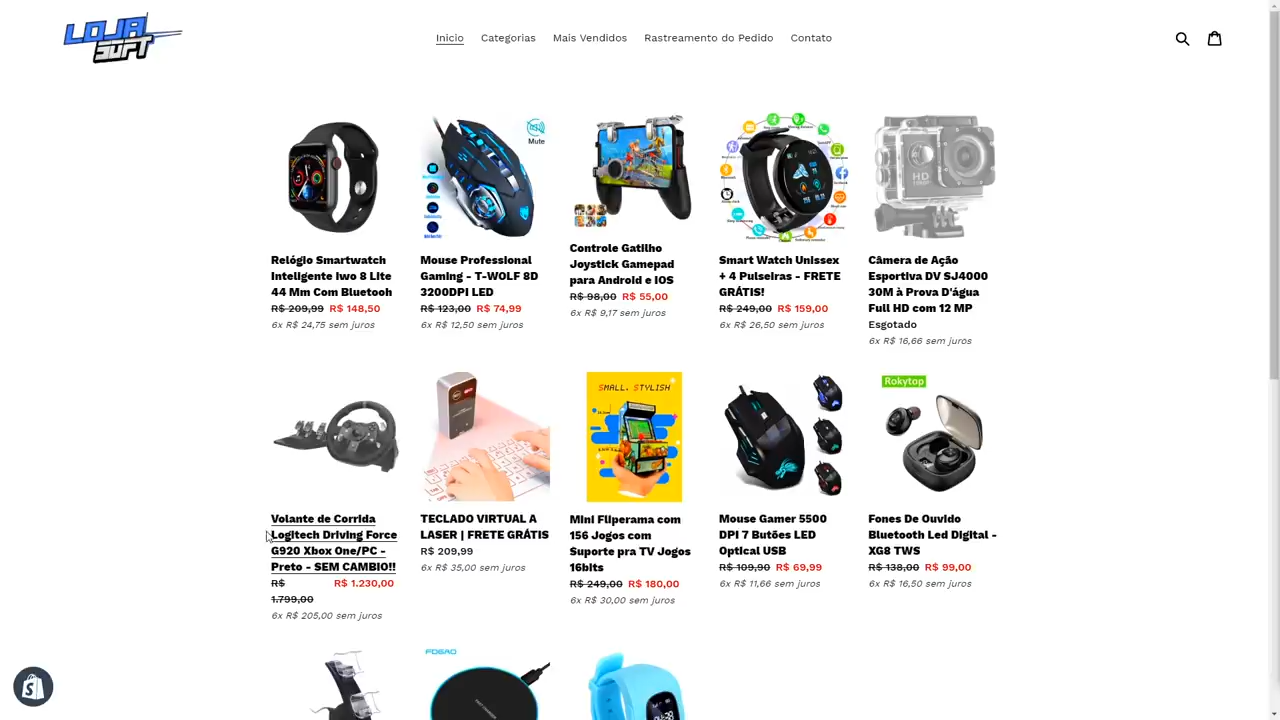 LOJA
SOFT
Inicio
Categorias
Mais Vendidos
Rastreamento do Pedido
Contato
Mute
HD
1080P
Relógio Smartwatch
Inteligente Iwo 8 Lite
44 Mm Com Bluetooh
R$ 209,99 R$ 148,50
6x R$ 24,75 sem juros
Mouse Professional
Gaming - T-WOLF 8D
3200DPI LED
R$ 123,00 R$ 74,99
6x R$ 12,50 sem juros
Controle Gatilho
Joystick Gamepad
para Android e IOS
R$ 98,00 R$ 55,00
6x R$ 9,17 sem juros
Smart Watch Unissex
+ 4 Pulseiras - FRETE
GRÁTIS!
R$ 249,00 R$ 159,00
6x R$ 26,50 sem juros
Câmera de Ação
Esportiva DV SJ4000
30M à Prova D'água
Full HD com 12 MP
Esgotado
6x R$ 16,66 sem juros
SMALL, STYLISH
Rokytop
Volante de Corrida
Logitech Driving Force
G920 Xbox One/PC -
Preto - SEM CAMBIO!!
R$ 1.799,00 R$ 1.230,00
6x R$ 205,00 sem juros
TECLADO VIRTUAL A
LASER | FRETE GRÁTIS
R$ 209,99
6x R$ 35,00 sem juros
Mini Fliperama com
156 Jogos com
Suporte pra TV Jogos
16bits
R$ 249,00 R$ 180,00
6x R$ 30,00 sem juros
Mouse Gamer 5500
DPI 7 Butões LED
Optical USB
R$ 109,90 R$ 69,99
6x R$ 11,66 sem juros
Fones De Ouvido
Bluetooth Led Digital -
XG8 TWS
R$ 138,00 R$ 99,00
6x R$ 16,50 sem juros
FDGAO